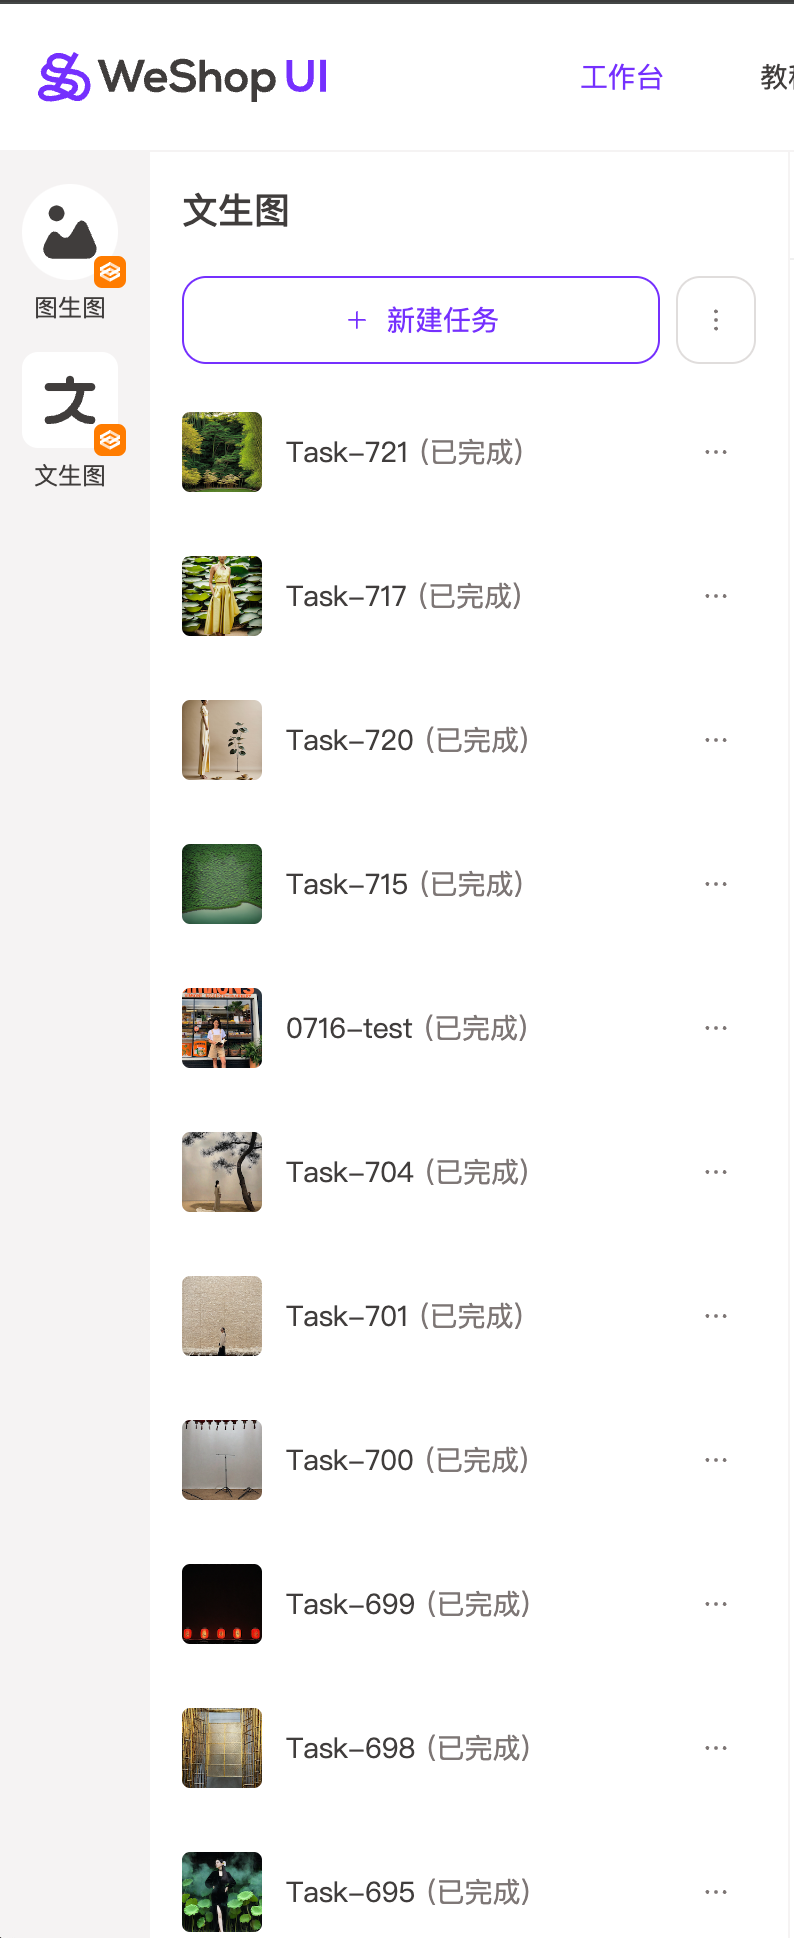 WeShop UI
工作台
教
图生图
文
文生图
文生图
+ 新建任务
Task-721 (已完成)
Task-717 (已完成)
Task-720 (已完成)
Task-715 (已完成)
0716-test (已完成)
Task-704 (已完成)
Task-701 (已完成)
Task-700 (已完成)
Task-699 (已完成)
Task-698 (已完成)
Task-695 (已完成)